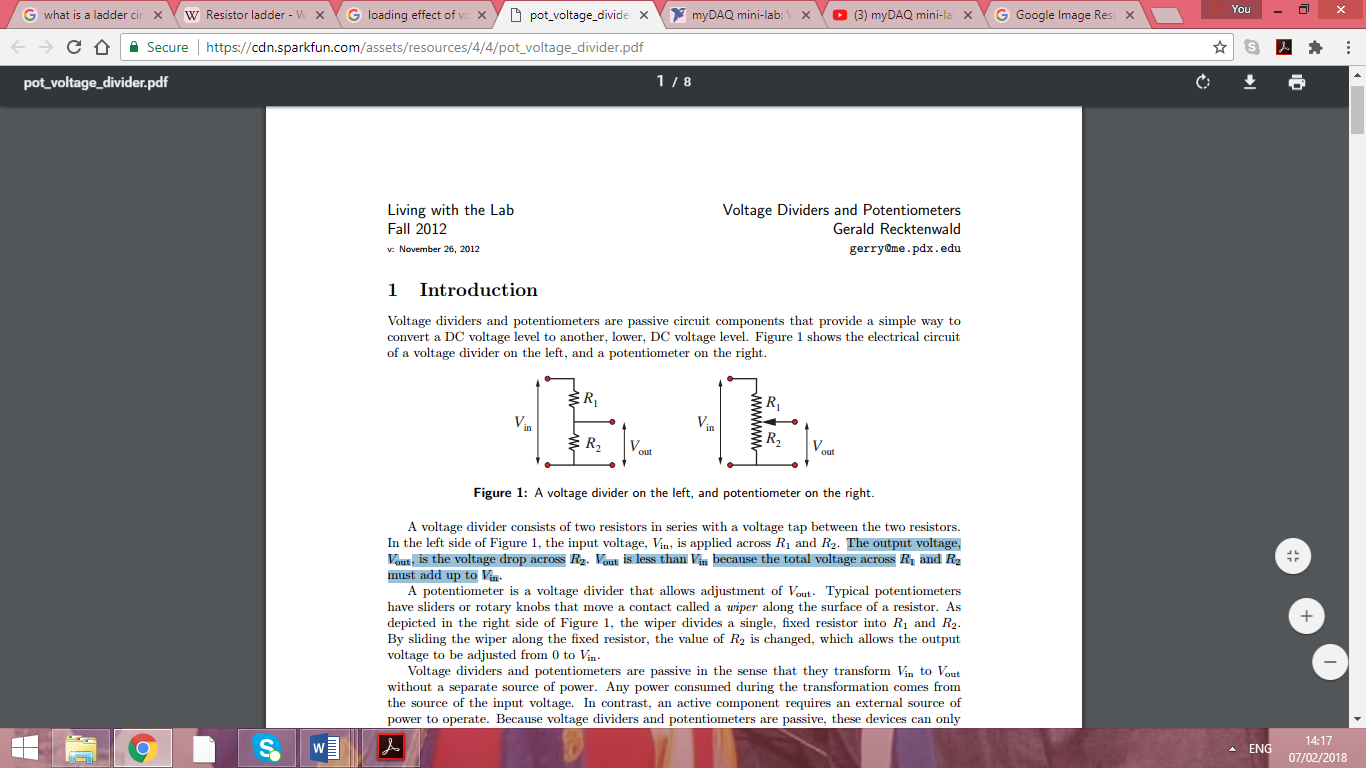 what is a ladder cir
Resistor ladder - W
loading effect of vo
pot_voltage_divide
myDAQ mini-lab: V
(3) myDAQ mini-la
Google Image Res
You
Secure
https://cdn.sparkfun.com/assets/resources/4/4/pot_voltage_divider.pdf
pot_voltage_divider.pdf
1 / 8
Living with the Lab
Voltage Dividers and Potentiometers
Fall 2012
Gerald Recktenwald
v: November 26, 2012
gerry@me.pdx.edu
1 Introduction
Voltage dividers and potentiometers are passive circuit components that provide a simple way to
convert a DC voltage level to another, lower, DC voltage level. Figure 1 shows the electrical circuit
of a voltage divider on the left, and a potentiometer on the right.
Vin R1 R2 Vout
Vin R1 R2 Vout
Figure 1: A voltage divider on the left, and potentiometer on the right.
A voltage divider consists of two resistors in series with a voltage tap between the two resistors.
In the left side of Figure 1, the input voltage, Vin, is applied across R1 and R2. The output voltage,
Vout, is the voltage drop across R2. Vout is less than Vin because the total voltage across R1 and R2
must add up to Vin.
A potentiometer is a voltage divider that allows adjustment of Vout. Typical potentiometers
have sliders or rotary knobs that move a contact called a wiper along the surface of a resistor. As
depicted in the right side of Figure 1, the wiper divides a single, fixed resistor into R1 and R2.
By sliding the wiper along the fixed resistor, the value of R2 is changed, which allows the output
voltage to be adjusted from 0 to Vin.
Voltage dividers and potentiometers are passive in the sense that they transform Vin to Vout
without a separate source of power. Any power consumed during the transformation comes from
the source of the input voltage. In contrast, an active component requires an external source of
power to operate. Because voltage dividers and potentiometers are passive, these devices can only
ENG
14:17
07/02/2018